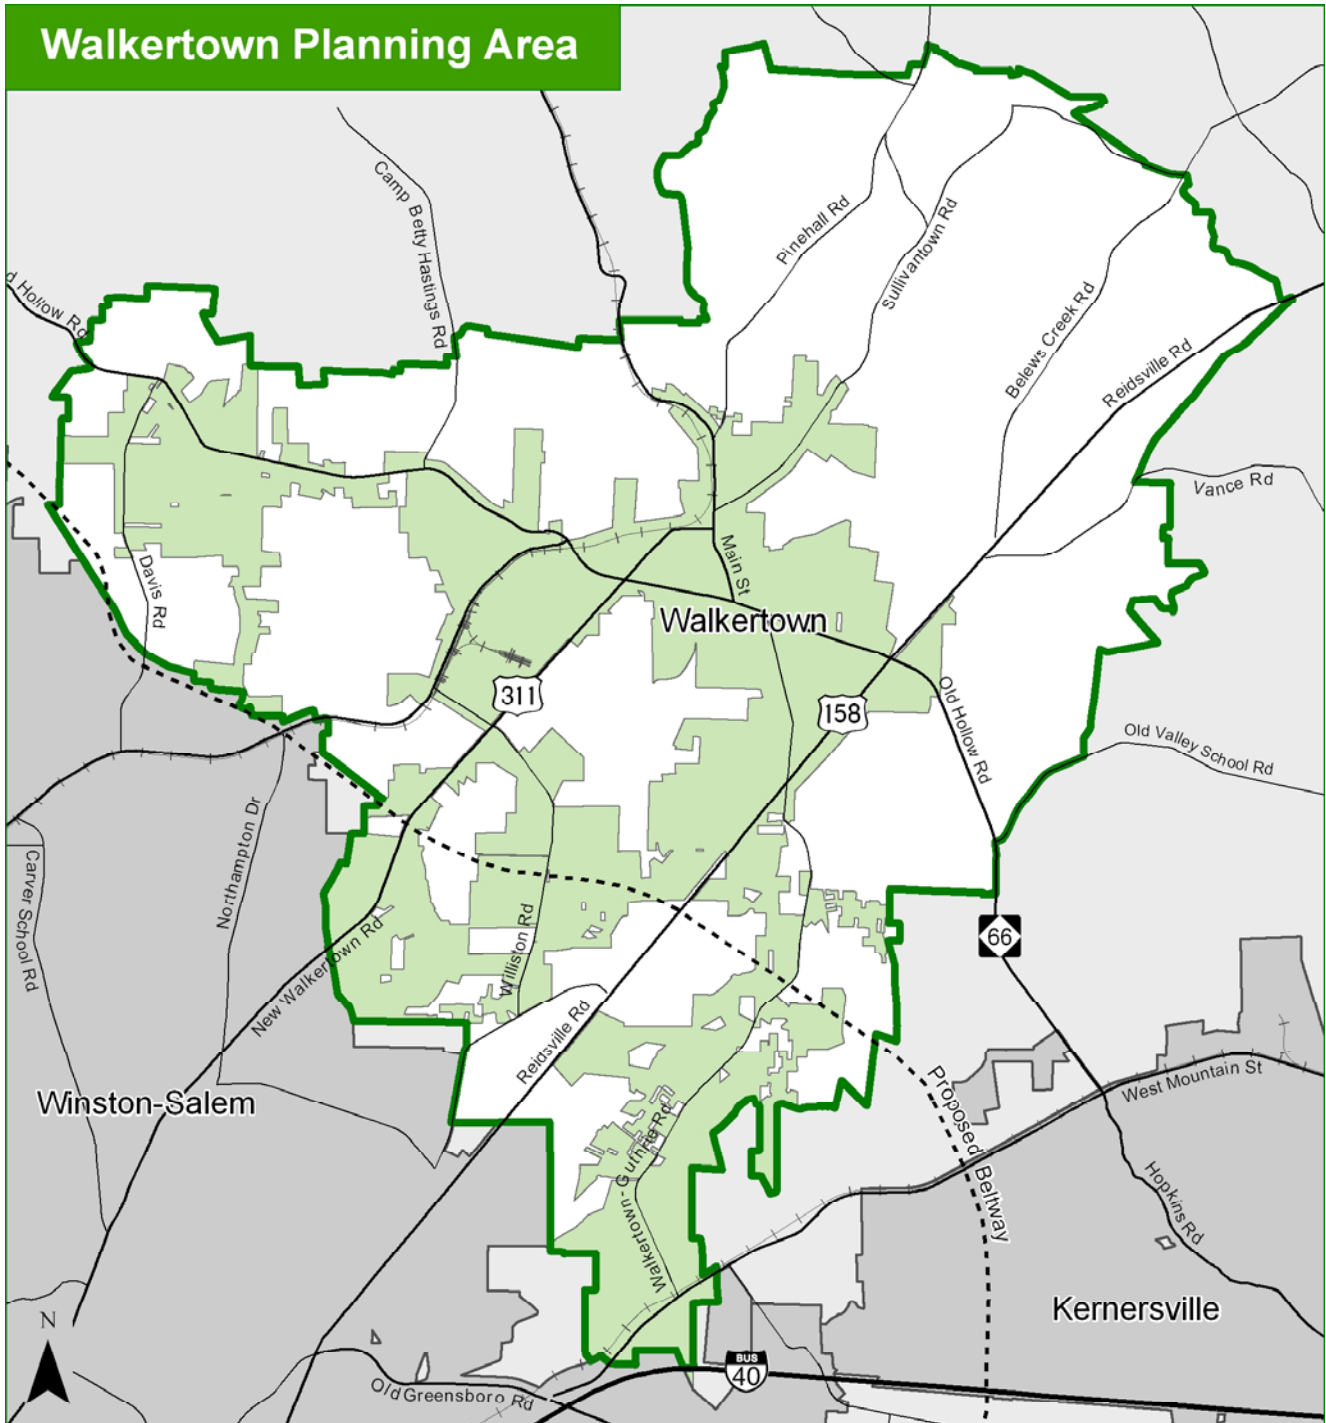 Walkertown Planning Area
Camp Betty Hastings Rd
Pinehall Rd
Sullivantown Rd
d Hollow Rd
Belews Creek Rd
Reidsville Rd
Vance Rd
Davis Rd
Main St
Walkertown
311
158
Old Hollow Rd
Old Valley School Rd
Carver School Rd
Northampton Dr
New Walkertown Rd
Williston Rd
66
Reidsville Rd
Winston-Salem
Walkertown-Guthrie Rd
Proposed Beltway
West Mountain St
Hopkins Rd
Kernersville
N
BUS
40
Old Greensboro Rd